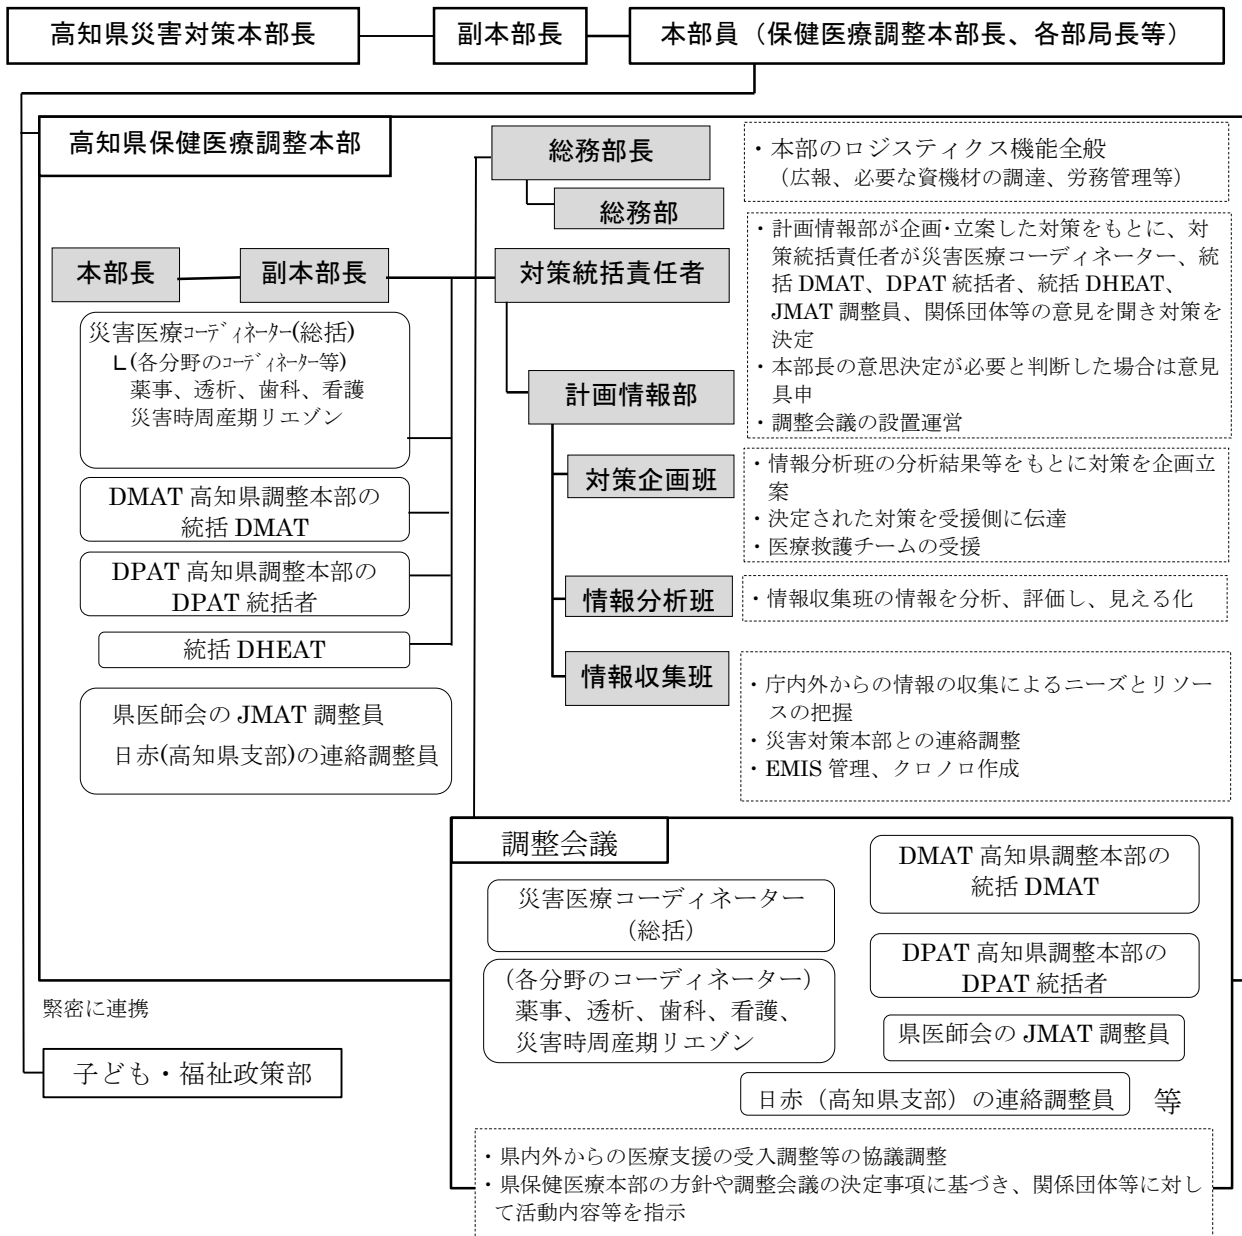 高知県災害対策本部長
副本部長
本部員（保健医療調整本部長、各部局長等）
高知県保健医療調整本部
総務部長
総務部
・本部のロジスティクス機能全般
（広報、必要な資機材の調達、労務管理等）
本部長
副本部長
対策統括責任者
・計画情報部が企画・立案した対策をもとに、対
策統括責任者が災害医療コーディネーター、統
括 DMAT、DPAT 統括者、統括 DHEAT、
JMAT 調整員、関係団体等の意見を聞き対策を
決定
・本部長の意思決定が必要と判断した場合は意見
具申
・調整会議の設置運営
災害医療ｺｰﾃﾞｨﾈｰﾀｰ(総括)
┗(各分野のｺｰﾃﾞｨﾈｰﾀｰ等)
薬事、透析、歯科、看護
災害時周産期リエゾン
計画情報部
対策企画班
・情報分析班の分析結果等をもとに対策を企画立
案
・決定された対策を受援側に伝達
・医療救護チームの受援
DMAT 高知県調整本部の
統括 DMAT
DPAT 高知県調整本部の
DPAT 統括者
情報分析班
・情報収集班の情報を分析、評価し、見える化
統括 DHEAT
情報収集班
・庁内外からの情報の収集によるニーズとリソー
スの把握
・災害対策本部との連絡調整
・EMIS 管理、クロノロ作成
県医師会の JMAT 調整員
日赤(高知県支部)の連絡調整員
調整会議
災害医療コーディネーター
（総括）
DMAT 高知県調整本部の
統括 DMAT
(各分野のコーディネーター)
薬事、透析、歯科、看護、
災害時周産期リエゾン
DPAT 高知県調整本部の
DPAT 統括者
県医師会の JMAT 調整員
日赤（高知県支部）の連絡調整員 等
緊密に連携
子ども・福祉政策部
・県内外からの医療支援の受入調整等の協議調整
・県保健医療本部の方針や調整会議の決定事項に基づき、関係団体等に対し
て活動内容等を指示